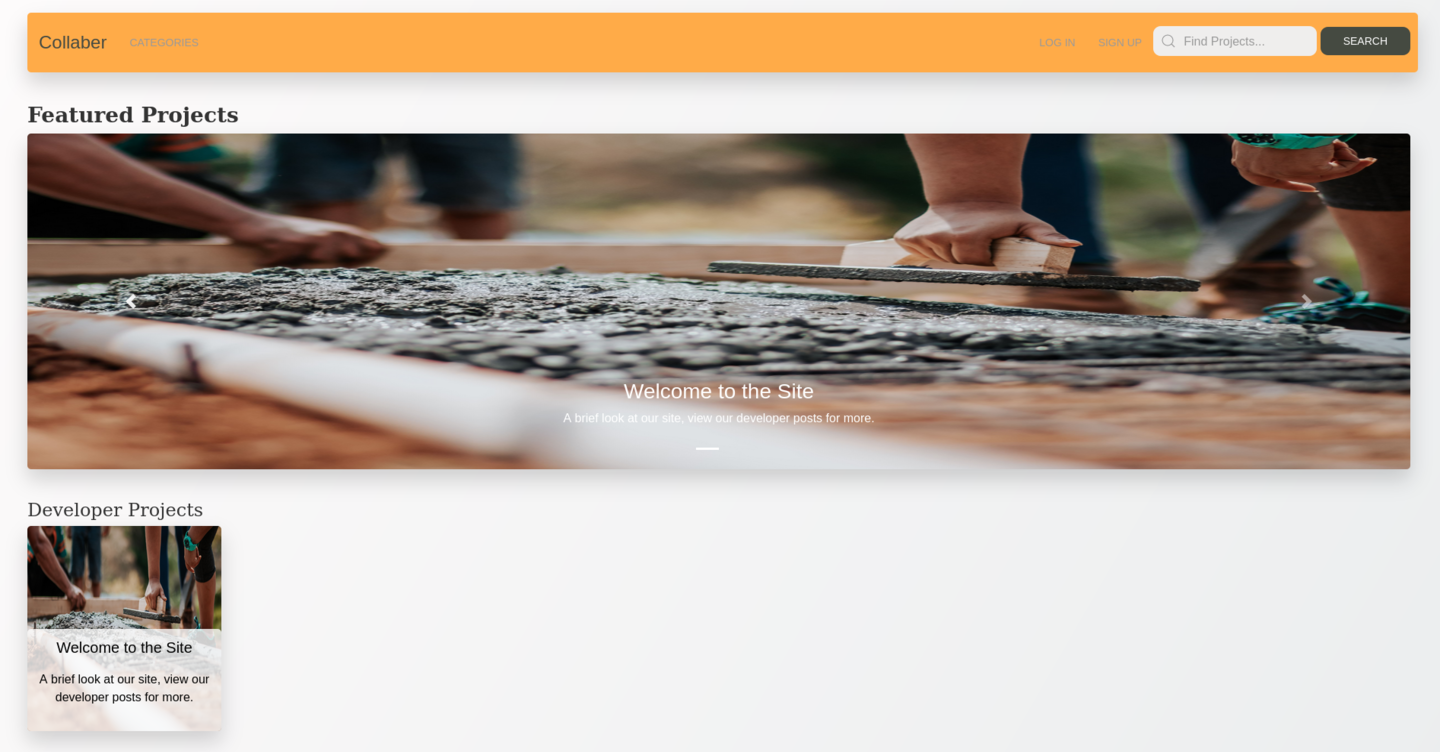 Collaber
CATEGORIES
LOG IN
SIGN UP
Find Projects...
SEARCH
Featured Projects
Welcome to the Site
A brief look at our site, view our developer posts for more.
Developer Projects
Welcome to the Site
A brief look at our site, view our
developer posts for more.